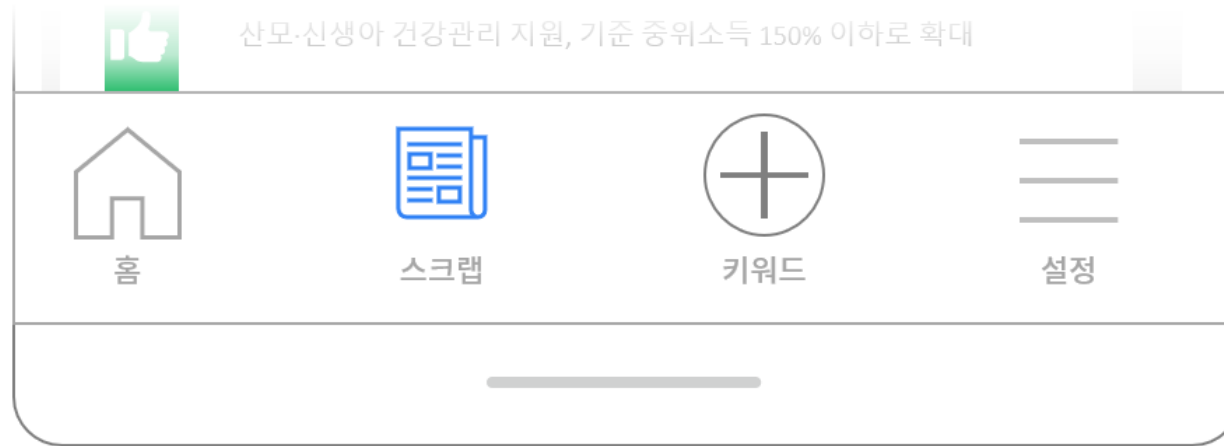 산모·신생아 건강관리 지원, 기준 중위소득 150% 이하로 확대
홈
스크랩
키워드
설정